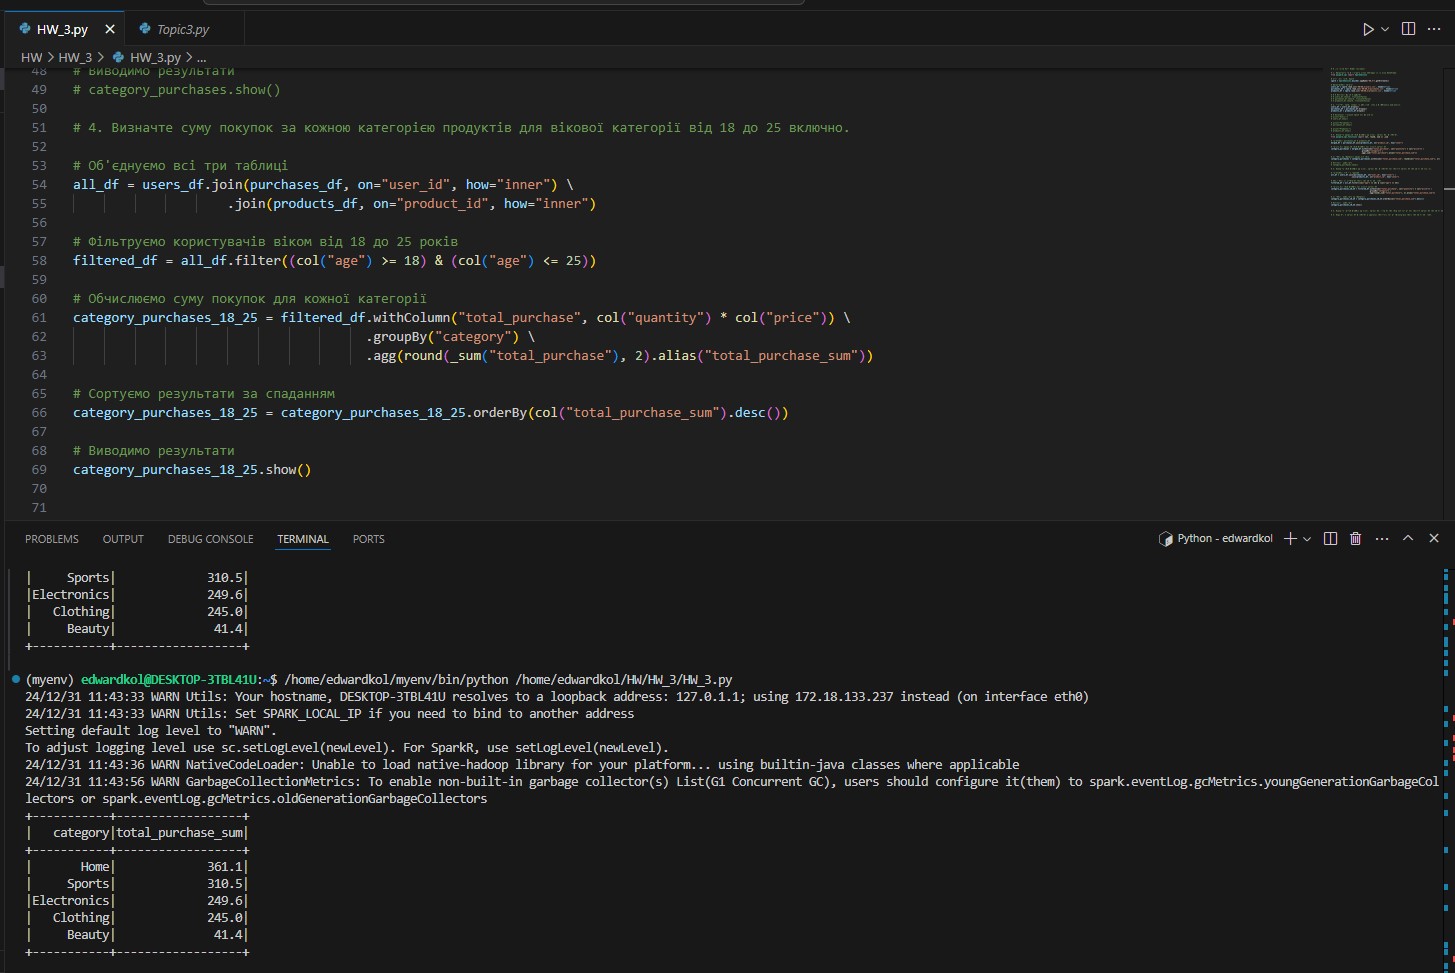 HW_3.py
Topic3.py
HW > HW_3 > HW_3.py > ...
48 # Виводимо результати
49 # category_purchases.show()
50
51 # 4. Визначте суму покупок за кожною категорією продуктів для вікової категорії від 18 до 25 включно.
52
53 # Об'єднуємо всі три таблиці
54 all_df = users_df.join(purchases_df, on="user_id", how="inner") \
55 .join(products_df, on="product_id", how="inner")
56
57 # Фільтруємо користувачів віком від 18 до 25 років
58 filtered_df = all_df.filter((col("age") >= 18) & (col("age") <= 25))
59
60 # Обчислюємо суму покупок для кожної категорії
61 category_purchases_18_25 = filtered_df.withColumn("total_purchase", col("quantity") * col("price")) \
62 .groupBy("category") \
63 .agg(round(_sum("total_purchase"), 2).alias("total_purchase_sum"))
64
65 # Сортуємо результати за спаданням
66 category_purchases_18_25 = category_purchases_18_25.orderBy(col("total_purchase_sum").desc())
67
68 # Виводимо результати
69 category_purchases_18_25.show()
70
71
PROBLEMS OUTPUT DEBUG CONSOLE TERMINAL PORTS Python - edwardkol
|     Sports|             310.5|
|Electronics|             249.6|
|   Clothing|             245.0|
|     Beauty|              41.4|
+-----------+------------------+
(myenv) edwardkol@DESKTOP-3TBL41U:~$ /home/edwardkol/myenv/bin/python /home/edwardkol/HW/HW_3/HW_3.py
24/12/31 11:43:33 WARN Utils: Your hostname, DESKTOP-3TBL41U resolves to a loopback address: 127.0.1.1; using 172.18.133.237 instead (on interface eth0)
24/12/31 11:43:33 WARN Utils: Set SPARK_LOCAL_IP if you need to bind to another address
Setting default log level to "WARN".
To adjust logging level use sc.setLogLevel(newLevel). For SparkR, use setLogLevel(newLevel).
24/12/31 11:43:36 WARN NativeCodeLoader: Unable to load native-hadoop library for your platform... using builtin-java classes where applicable
24/12/31 11:43:56 WARN GarbageCollectionMetrics: To enable non-built-in garbage collector(s) List(G1 Concurrent GC), users should configure it(them) to spark.eventLog.gcMetrics.youngGenerationGarbageCol
lectors or spark.eventLog.gcMetrics.oldGenerationGarbageCollectors
+-----------+------------------+
|   category|total_purchase_sum|
+-----------+------------------+
|       Home|             361.1|
|     Sports|             310.5|
|Electronics|             249.6|
|   Clothing|             245.0|
|     Beauty|              41.4|
+-----------+------------------+